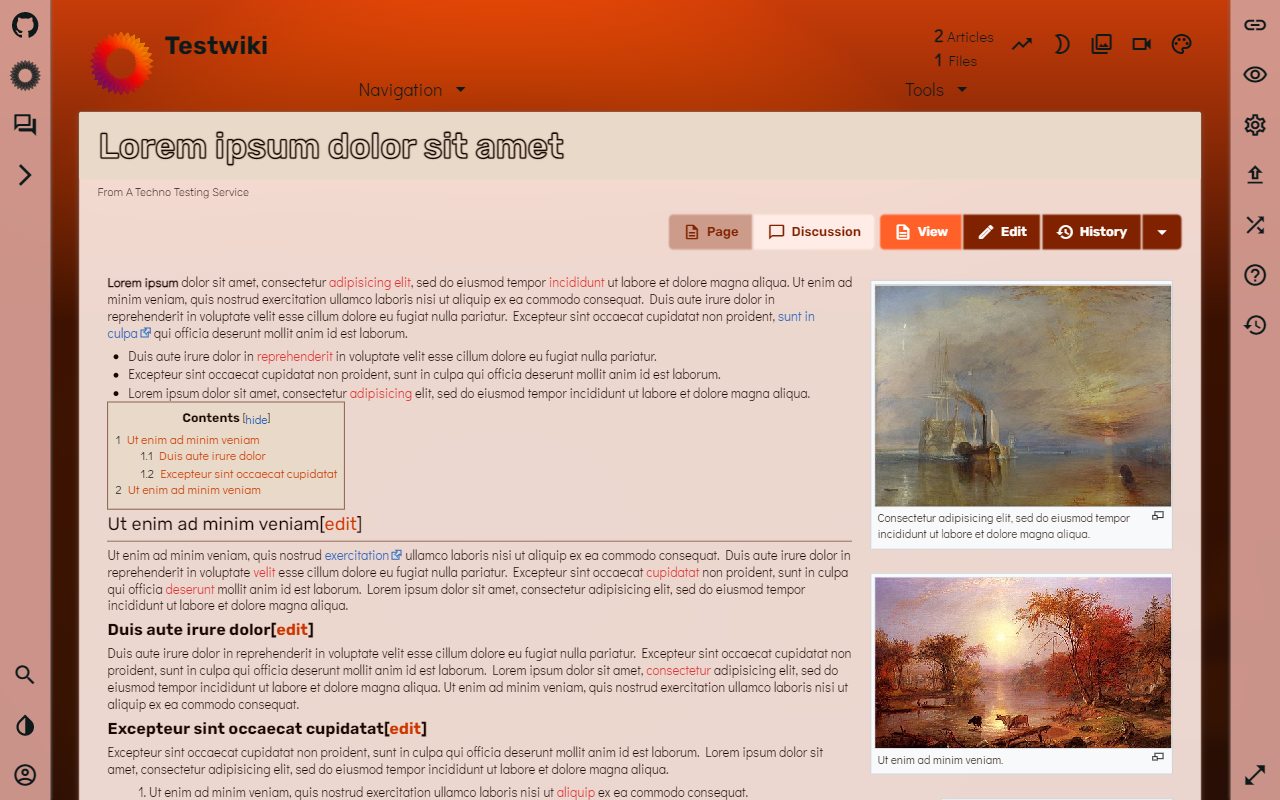 Testwiki
2 Articles
1 Files
Navigation
Tools
Lorem ipsum dolor sit amet
From A Techno Testing Service
Page
Discussion
View
Edit
History
Lorem ipsum dolor sit amet, consectetur adipisicing elit, sed do eiusmod tempor incididunt ut labore et dolore magna aliqua. Ut enim ad
minim veniam, quis nostrud exercitation ullamco laboris nisi ut aliquip ex ea commodo consequat. Duis aute irure dolor in
reprehenderit in voluptate velit esse cillum dolore eu fugiat nulla pariatur. Excepteur sint occaecat cupidatat non proident, sunt in
culpa qui officia deserunt mollit anim id est laborum.
Duis aute irure dolor in reprehenderit in voluptate velit esse cillum dolore eu fugiat nulla pariatur.
Excepteur sint occaecat cupidatat non proident, sunt in culpa qui officia deserunt mollit anim id est laborum.
Lorem ipsum dolor sit amet, consectetur adipisicing elit, sed do eiusmod tempor incididunt ut labore et dolore magna aliqua.
Contents [hide]
1 Ut enim ad minim veniam
1.1 Duis aute irure dolor
1.2 Excepteur sint occaecat cupidatat
2 Ut enim ad minim veniam
Ut enim ad minim veniam[edit]
Ut enim ad minim veniam, quis nostrud exercitation ullamco laboris nisi ut aliquip ex ea commodo consequat. Duis aute irure dolor in
reprehenderit in voluptate velit esse cillum dolore eu fugiat nulla pariatur. Excepteur sint occaecat cupidatat non proident, sunt in culpa
qui officia deserunt mollit anim id est laborum. Lorem ipsum dolor sit amet, consectetur adipisicing elit, sed do eiusmod tempor
incididunt ut labore et dolore magna aliqua.
Duis aute irure dolor[edit]
Duis aute irure dolor in reprehenderit in voluptate velit esse cillum dolore eu fugiat nulla pariatur. Excepteur sint occaecat cupidatat non
proident, sunt in culpa qui officia deserunt mollit anim id est laborum. Lorem ipsum dolor sit amet, consectetur adipisicing elit, sed do
eiusmod tempor incididunt ut labore et dolore magna aliqua. Ut enim ad minim veniam, quis nostrud exercitation ullamco laboris nisi ut
aliquip ex ea commodo consequat.
Excepteur sint occaecat cupidatat[edit]
Excepteur sint occaecat cupidatat non proident, sunt in culpa qui officia deserunt mollit anim id est laborum. Lorem ipsum dolor sit
amet, consectetur adipisicing elit, sed do eiusmod tempor incididunt ut labore et dolore magna aliqua.
1. Ut enim ad minim veniam, quis nostrud exercitation ullamco laboris nisi ut aliquip ex ea commodo consequat.
Consectetur adipisicing elit, sed do eiusmod tempor
incididunt ut labore et dolore magna aliqua.
Ut enim ad minim veniam.